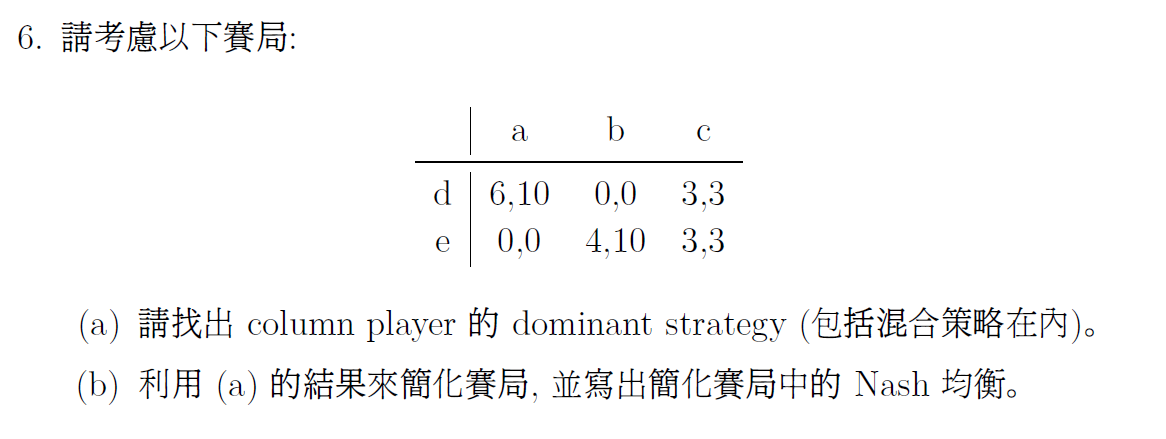 6. 請考慮以下賽局:
a b c
d 6,10 0,0 3,3
e 0,0 4,10 3,3
(a) 請找出 column player 的 dominant strategy (包括混合策略在內)。
(b) 利用 (a) 的結果來簡化賽局, 並寫出簡化賽局中的 Nash 均衡。